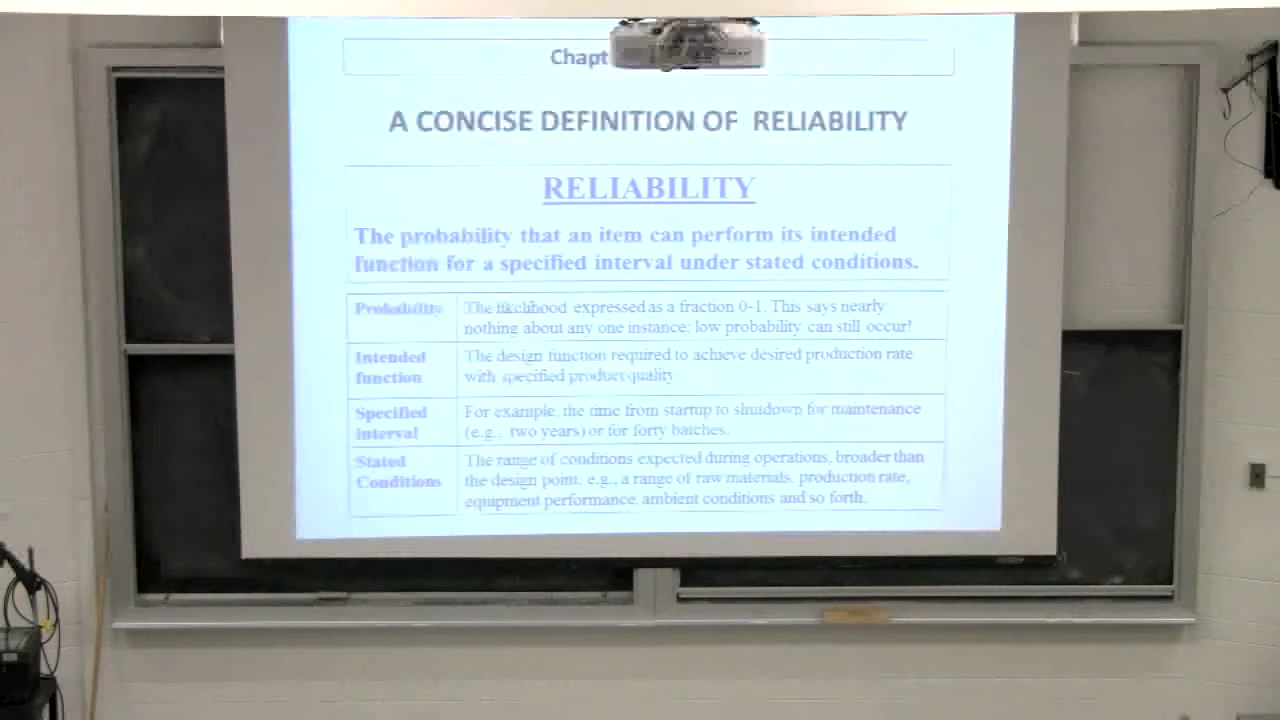 Chapt
A CONCISE DEFINITION OF RELIABILITY
RELIABILITY
The probability that an item can perform its intended
function for a specified interval under stated conditions.
Probability
The likelihood expressed as a fraction 0-1. This says nearly
nothing about any one instance; low probability can still occur!
Intended
function
The design function required to achieve desired production rate
with specified product quality
Specified
interval
For example, the time from startup to shutdown for maintenance
(e.g., two years) or for forty batches.
Stated
Conditions
The range of conditions expected during operations, broader than
the design point, e.g., a range of raw materials, production rate,
equipment performance, ambient conditions and so forth.